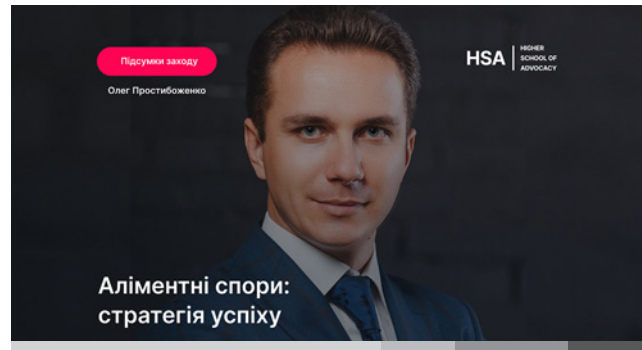 Підсумки заходу
Олег Простибоженко
HSA
HIGHER
SCHOOL OF
ADVOCACY
Аліментні спори:
стратегія успіху